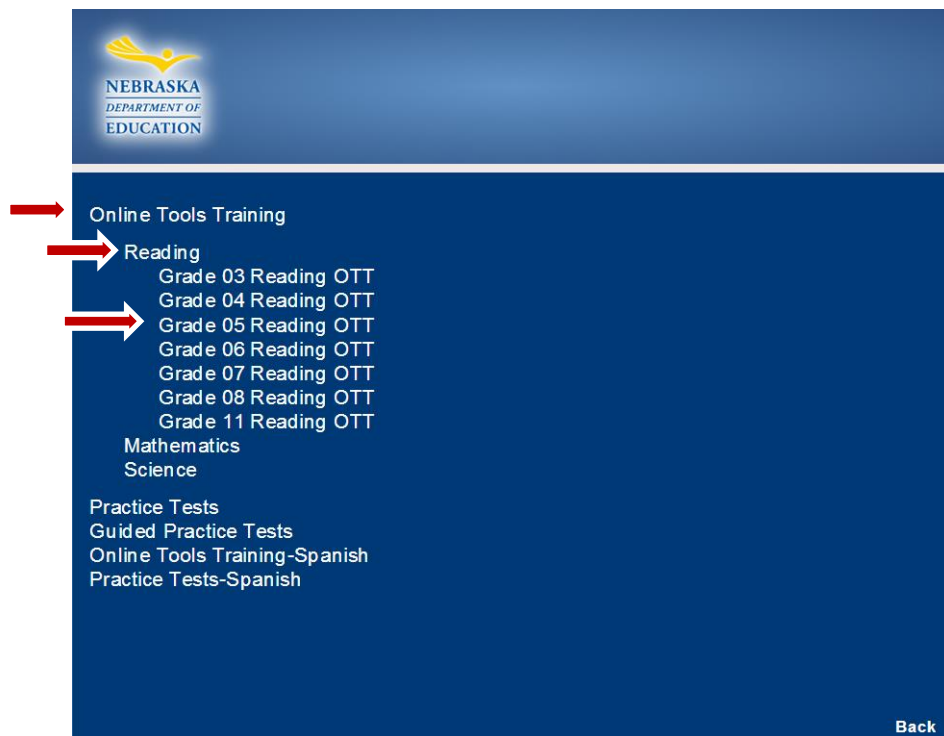 NEBRASKA
DEPARTMENT OF
EDUCATION
Online Tools Training
Reading
Grade 03 Reading OTT
Grade 04 Reading OTT
Grade 05 Reading OTT
Grade 06 Reading OTT
Grade 07 Reading OTT
Grade 08 Reading OTT
Grade 11 Reading OTT
Mathematics
Science
Practice Tests
Guided Practice Tests
Online Tools Training-Spanish
Practice Tests-Spanish
Back